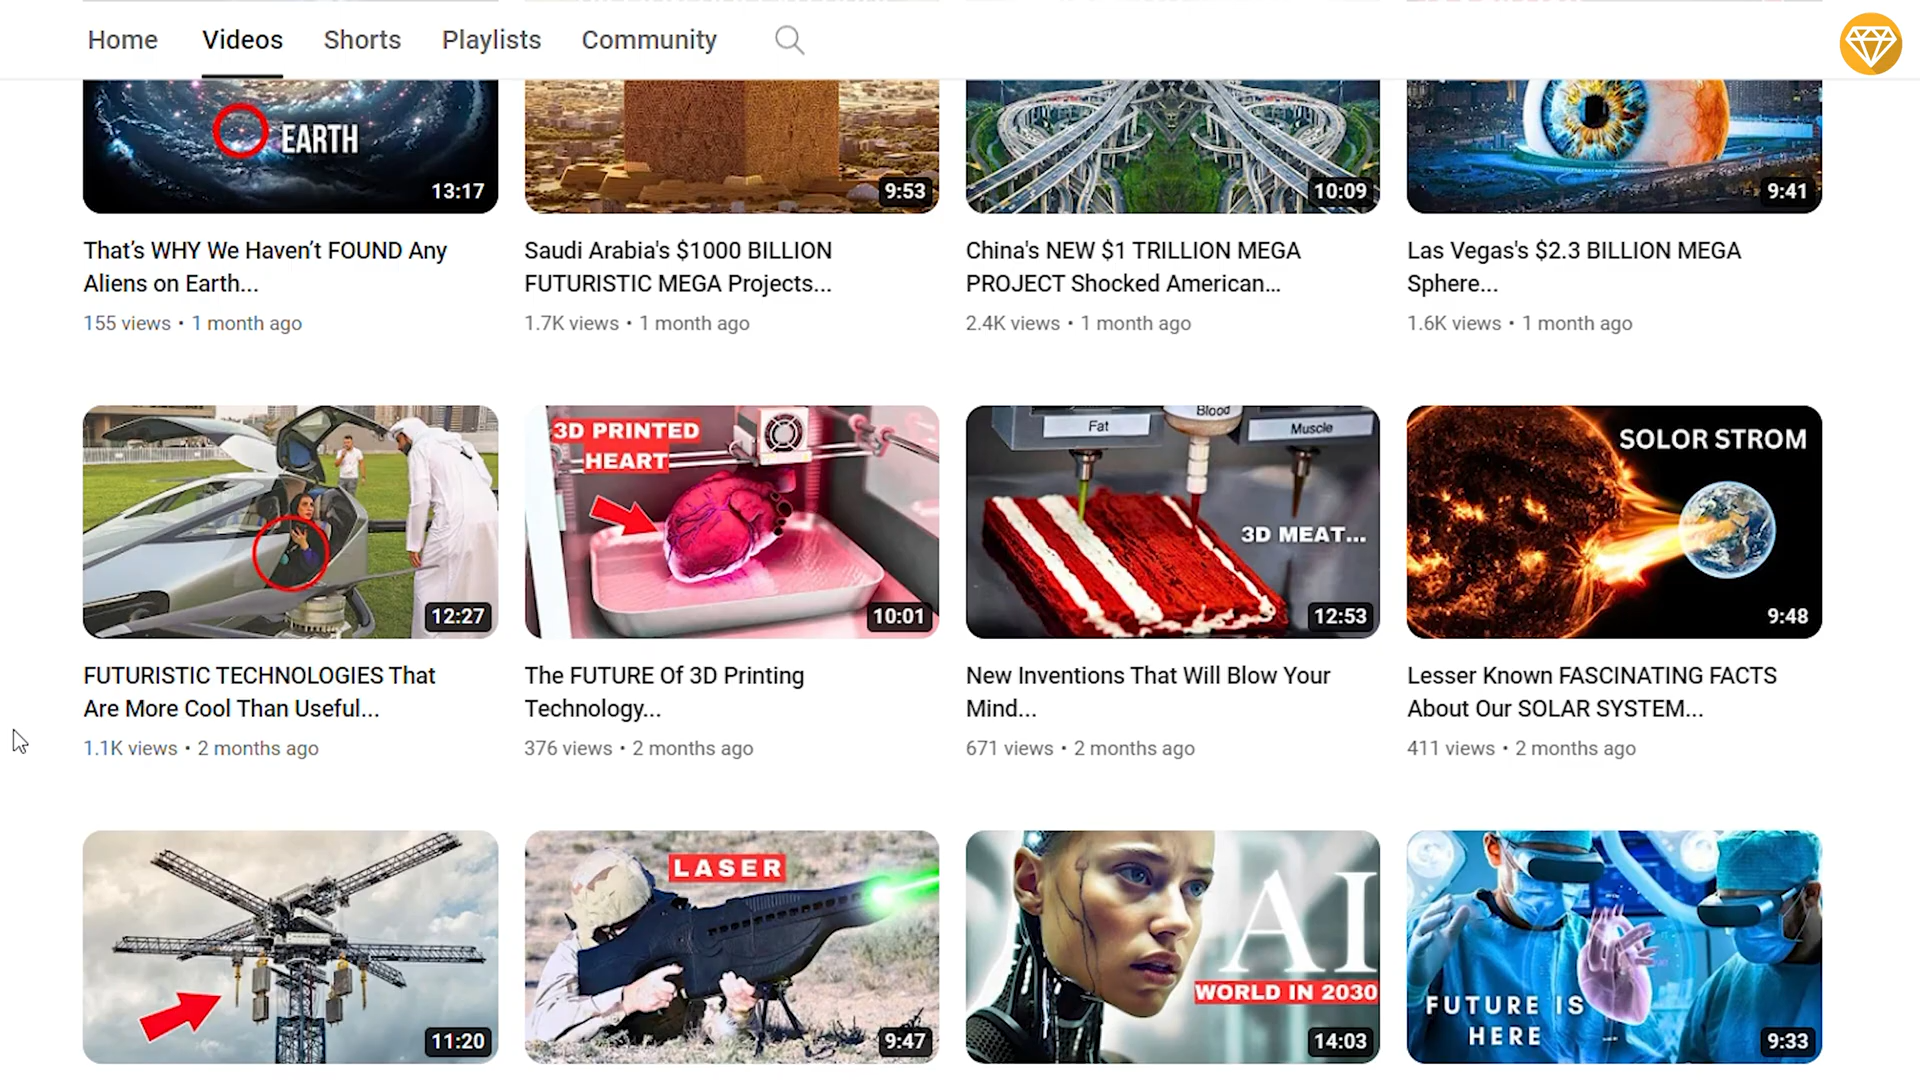 Home Videos Shorts Playlists Community
EARTH
13:17
9:53
10:09
9:41
That's WHY We Haven't FOUND Any
Aliens on Earth...
155 views • 1 month ago
Saudi Arabia's $1000 BILLION
FUTURISTIC MEGA Projects...
1.7K views • 1 month ago
China's NEW $1 TRILLION MEGA
PROJECT Shocked American...
2.4K views • 1 month ago
Las Vegas's $2.3 BILLION MEGA
Sphere...
1.6K views • 1 month ago
12:27
3D PRINTED
HEART
10:01
Fat
Blood
Muscle
3D MEAT...
12:53
SOLOR STROM
9:48
FUTURISTIC TECHNOLOGIES That
Are More Cool Than Useful...
1.1K views • 2 months ago
The FUTURE Of 3D Printing
Technology...
376 views • 2 months ago
New Inventions That Will Blow Your
Mind...
671 views • 2 months ago
Lesser Known FASCINATING FACTS
About Our SOLAR SYSTEM...
411 views • 2 months ago
11:20
LASER
9:47
AI
WORLD IN 2030
14:03
FUTURE IS
HERE
9:33